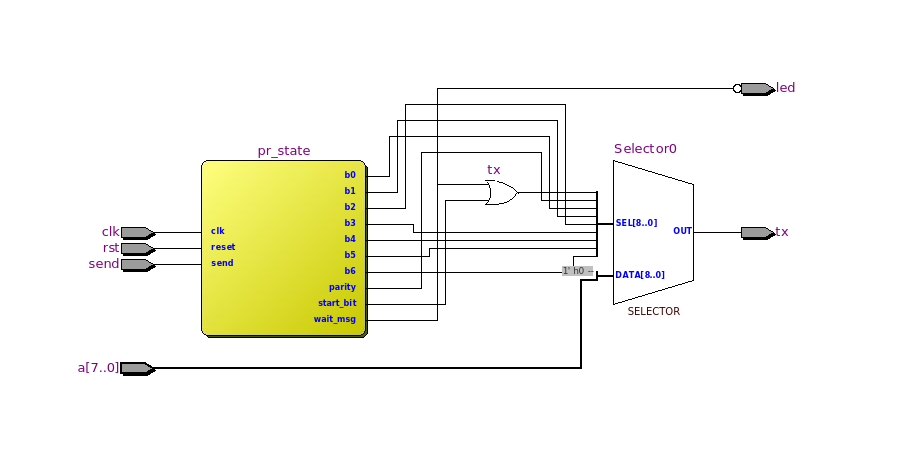 led
pr_state
Selector0
tx
b0
b1
b2
b3
b4
b5
b6
parity
start_bit
wait_msg
clk
rst
send
clk
reset
send
SEL[8..0]
OUT
tx
1' h0 --
DATA[8..0]
SELECTOR
a[7..0]